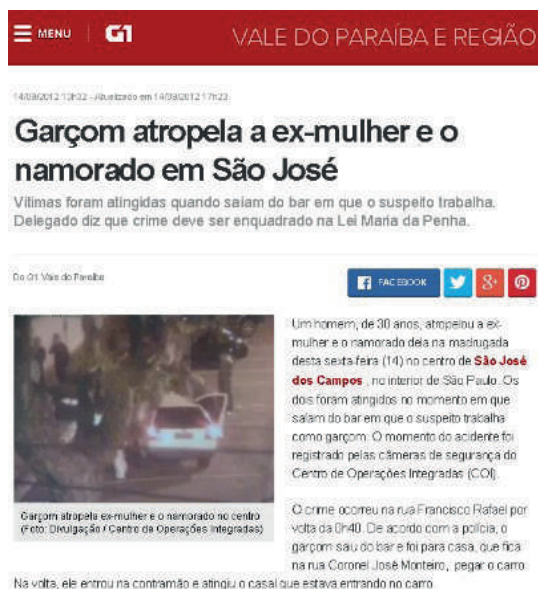 MENU G1 VALE DO PARAÍBA E REGIÃO
14/09/2012 10h32 - Atualizado em 14/09/2012 17h23
Garçom atropela a ex-mulher e o
namorado em São José
Vítimas foram atingidas quando saíam do bar em que o suspeito trabalha.
Delegado diz que crime deve ser enquadrado na Lei Maria da Penha.
Do G1 Vale do Paraíba
FACEBOOK
Um homem, de 30 anos, atropelou a ex-
mulher e o namorado dela na madrugada
desta sexta-feira (14) no centro de São José
dos Campos, no interior de São Paulo. Os
dois foram atingidos no momento em que
saíam do bar em que o suspeito trabalha
como garçom. O momento do acidente foi
registrado pelas câmeras de segurança do
Centro de Operações Integradas (COI).
Garçom atropela ex-mulher e o namorado no centro
(Foto: Divulgação / Centro de Operações Integradas)
O crime ocorreu na rua Francisco Rafael por
volta da 0h40. De acordo com a polícia, o
garçom saiu do bar e foi para casa, que fica
na rua Coronel José Monteiro, pegar o carro.
Na volta, ele entrou na contramão e atingiu o casal que estava entrando no carro.